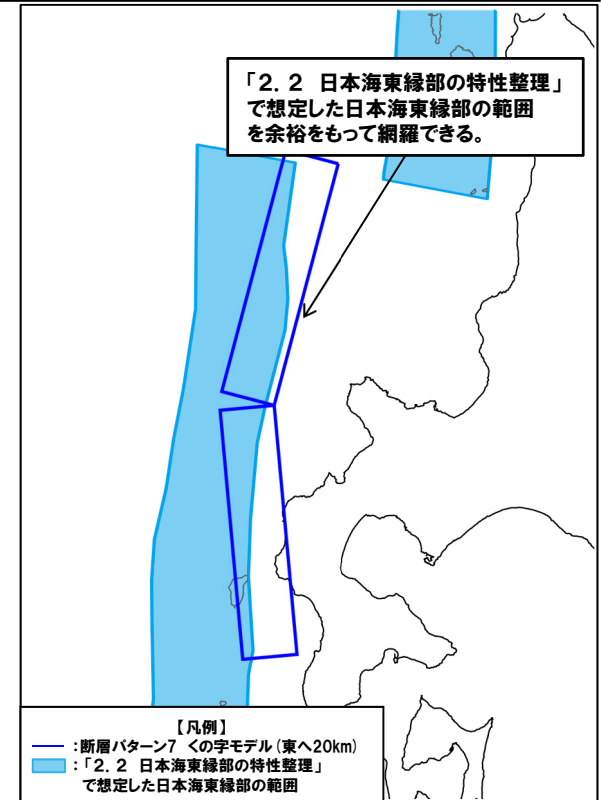 「２．２　日本海東縁部の特性整理」
で想定した日本海東縁部の範囲
を余裕をもって網羅できる。
【凡例】
：断層パターン７　くの字モデル（東へ20km）
：「２．２　日本海東縁部の特性整理」
で想定した日本海東縁部の範囲